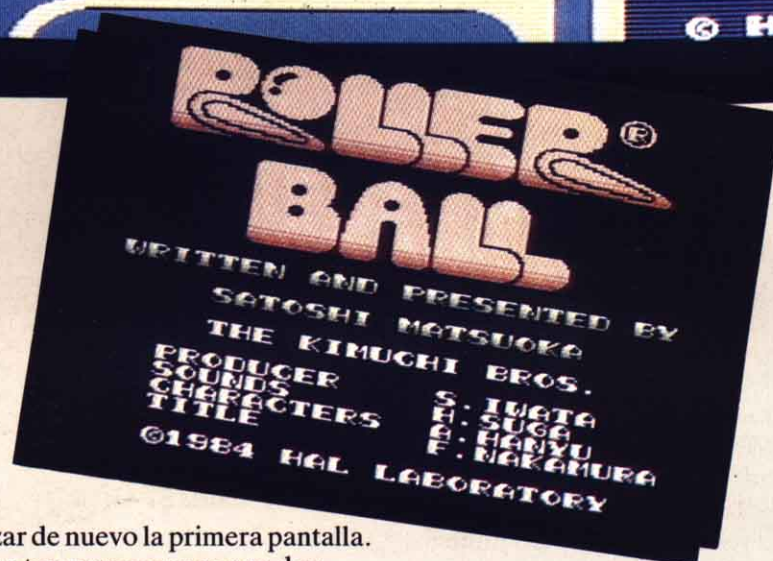 © H
ROLLER®
BALL
WRITTEN AND PRESENTED BY
SATOSHI MATSUOKA
THE KIMUCHI BROS.
PRODUCER S. IWATA
SOUNDS H. SUGA
CHARACTERS A. HANYU
TITLE F. NAKAMURA
©1984 HAL LABORATORY
ar de nuevo la primera pantalla.